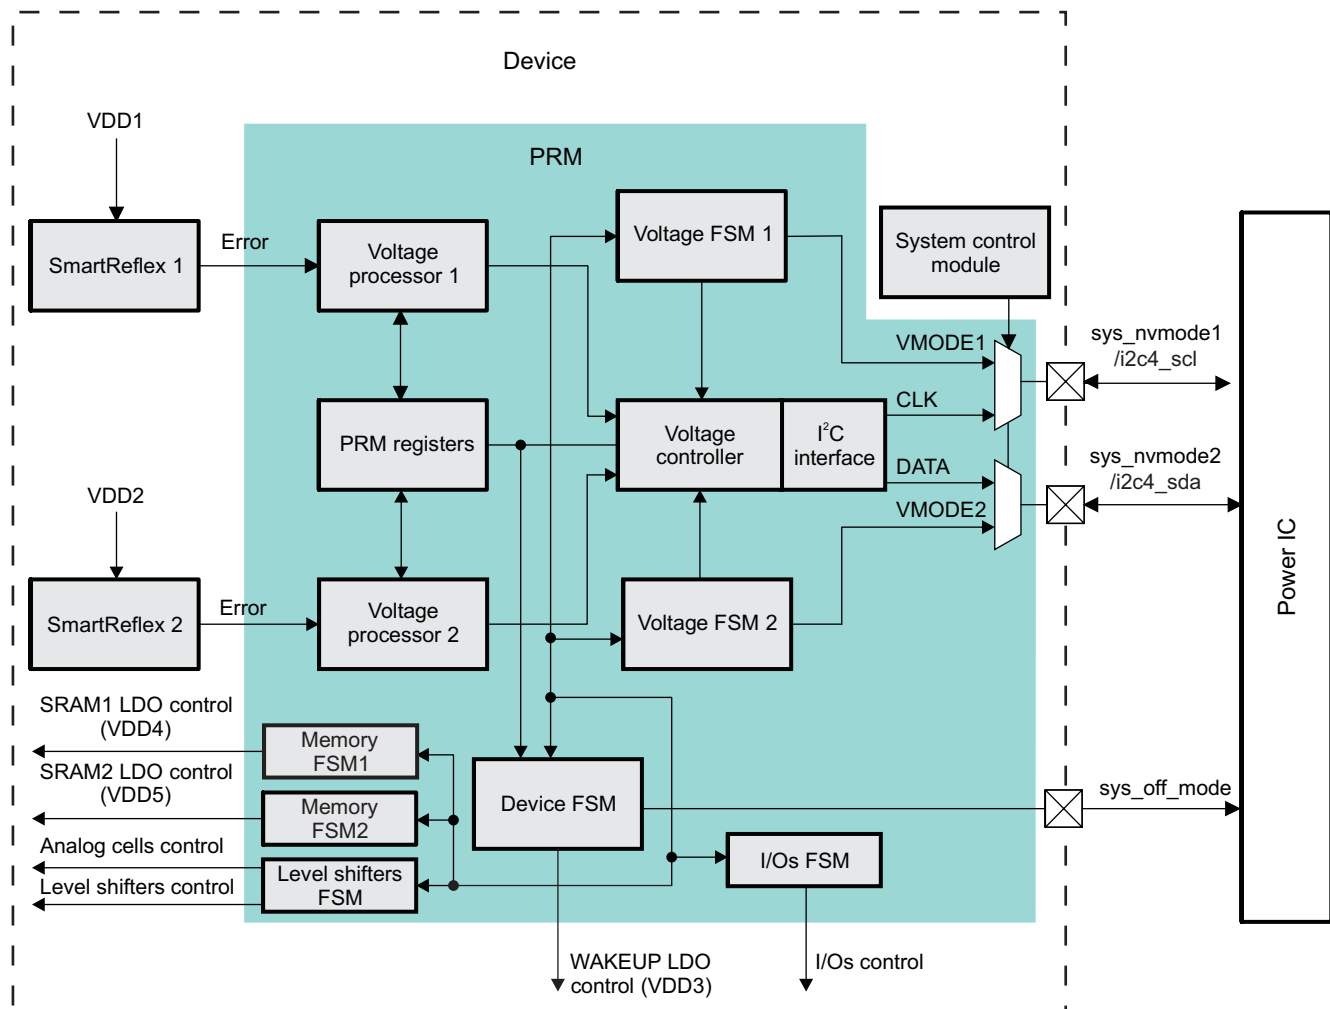 Device
VDD1
PRM
SmartReflex 1
Error
Voltage
processor 1
Voltage FSM 1
System control
module
VMODE1
sys_nvmode1
/i2c4_scl
CLK
PRM registers
Voltage
controller
I²C
interface
DATA
sys_nvmode2
/i2c4_sda
VMODE2
VDD2
SmartReflex 2
Error
Voltage
processor 2
Voltage FSM 2
Power IC
SRAM1 LDO control
(VDD4)
Memory
FSM1
SRAM2 LDO control
(VDD5)
Memory
FSM2
Device FSM
sys_off_mode
Analog cells control
Level shifters control
Level shifters
FSM
I/Os FSM
WAKEUP LDO
control (VDD3)
I/Os control